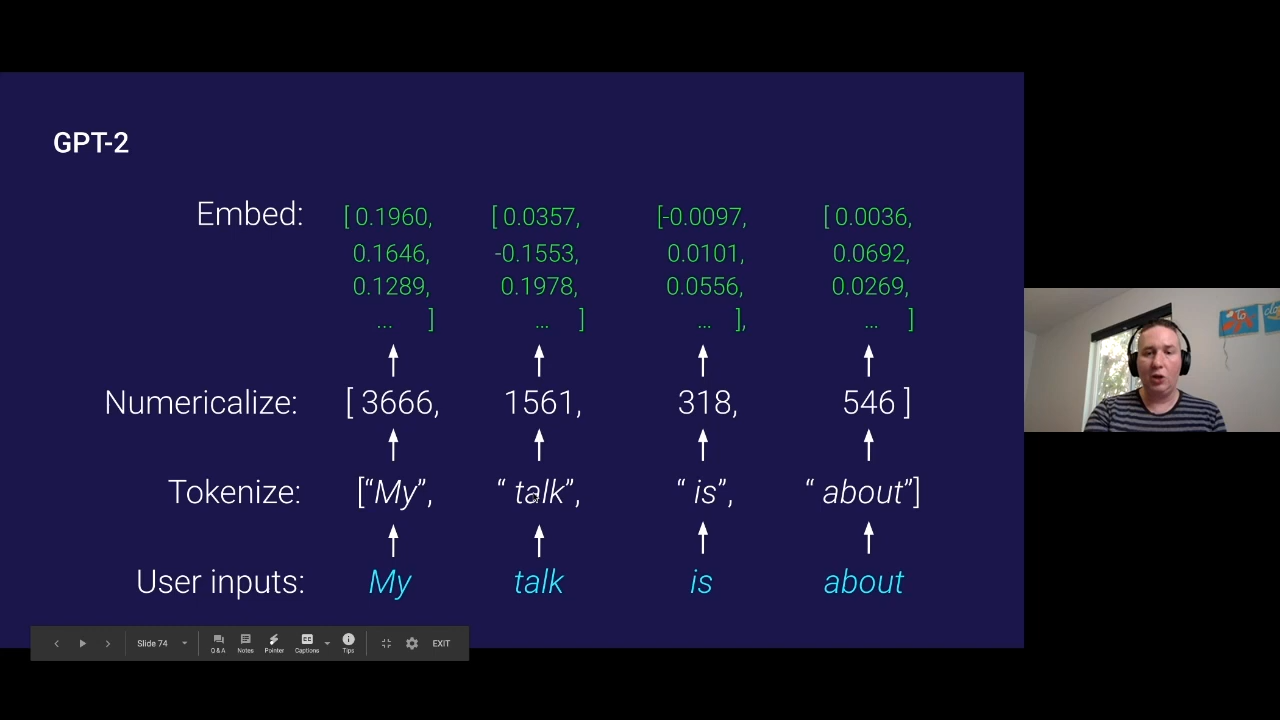 GPT-2
Embed: [ 0.1960, [ 0.0357, [-0.0097, [ 0.0036,
0.1646, -0.1553, 0.0101, 0.0692,
0.1289, 0.1978, 0.0556, 0.0269,
... ] ... ] ... ], ... ]
Numericalize: [ 3666, 1561, 318, 546 ]
Tokenize: [“My”, “ talk”, “ is”, “ about”]
User inputs: My talk is about
Slide 74 Q&A Notes Pointer Captions Tips EXIT
To